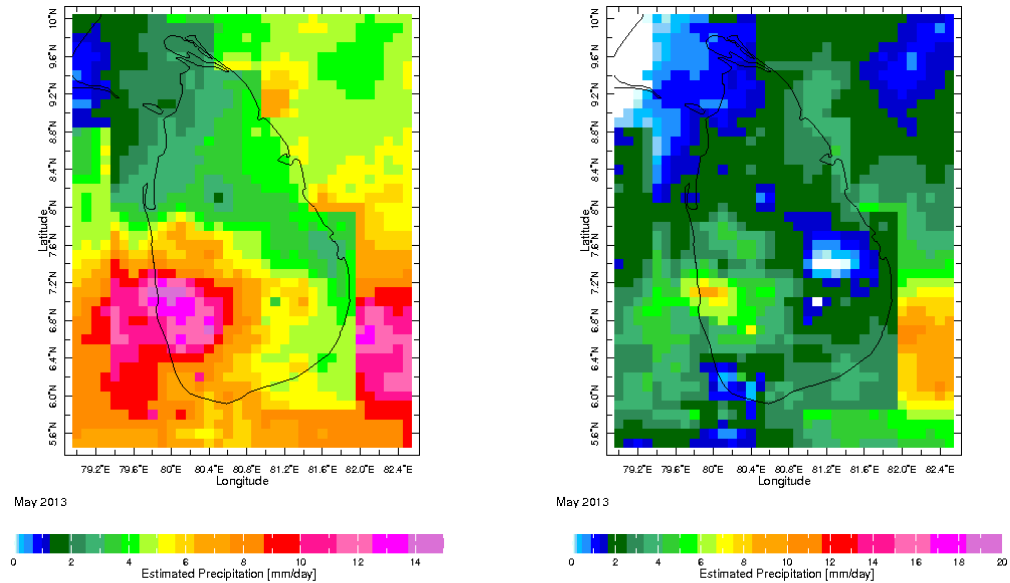 10°N
9.6°N
9.2°N
8.8°N
8.4°N
8°N
7.6°N
7.2°N
6.8°N
6.4°N
6.0°N
5.6°N
Latitude
79.2°E 79.6°E 80°E 80.4°E 80.8°E 81.2°E 81.6°E 82.0°E 82.4°E
Longitude
May 2013
0 2 4 6 8 10 12 14
Estimated Precipitation [mm/day]
10°N
9.6°N
9.2°N
8.8°N
8.4°N
8°N
7.6°N
7.2°N
6.8°N
6.4°N
6.0°N
5.6°N
Latitude
79.2°E 79.6°E 80°E 80.4°E 80.8°E 81.2°E 81.6°E 82.0°E 82.4°E
Longitude
May 2013
0 2 4 6 8 10 12 14 16 18 20
Estimated Precipitation [mm/day]